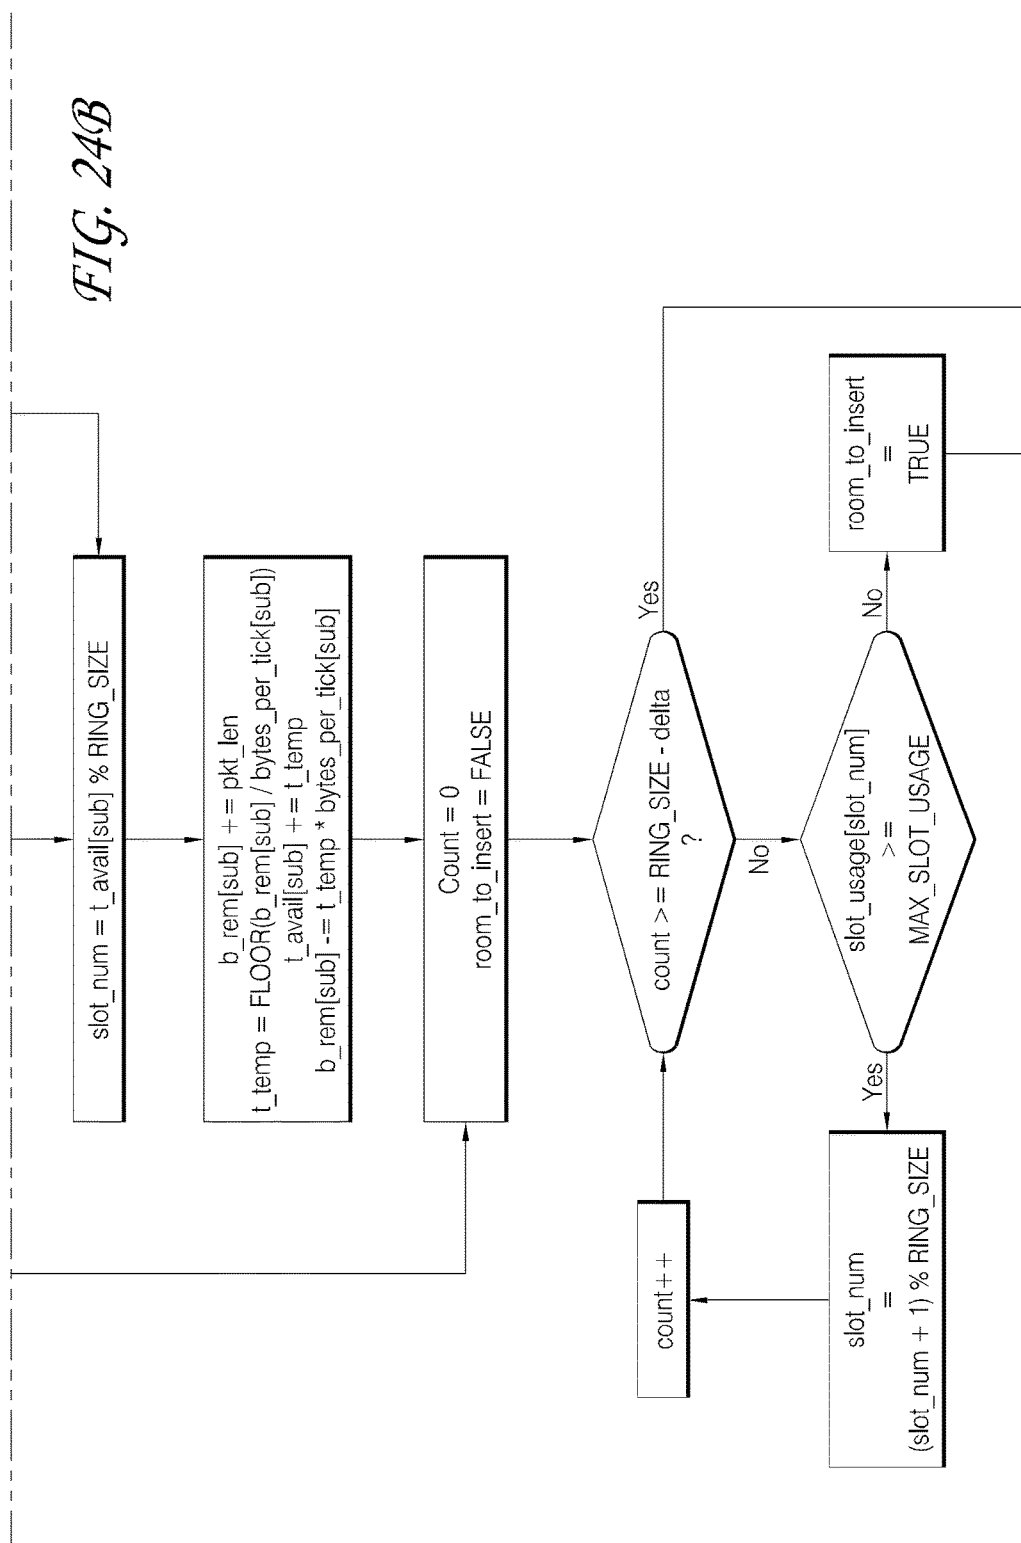 FIG. 24B
slot_num = t_avail[sub] % RING_SIZE
b_rem[sub] += pkt_len
t_temp = FLOOR(b_rem[sub] / bytes_per_tick[sub])
t_avail[sub] += t_temp
b_rem[sub] -= t_temp * bytes_per_tick[sub]
Count = 0
room_to_insert = FALSE
count++
count >= RING_SIZE - delta
?
Yes
No
slot_num
=
(slot_num + 1) % RING_SIZE
Yes
slot_usage[slot_num]
>=
MAX_SLOT_USAGE
No
room_to_insert
=
TRUE